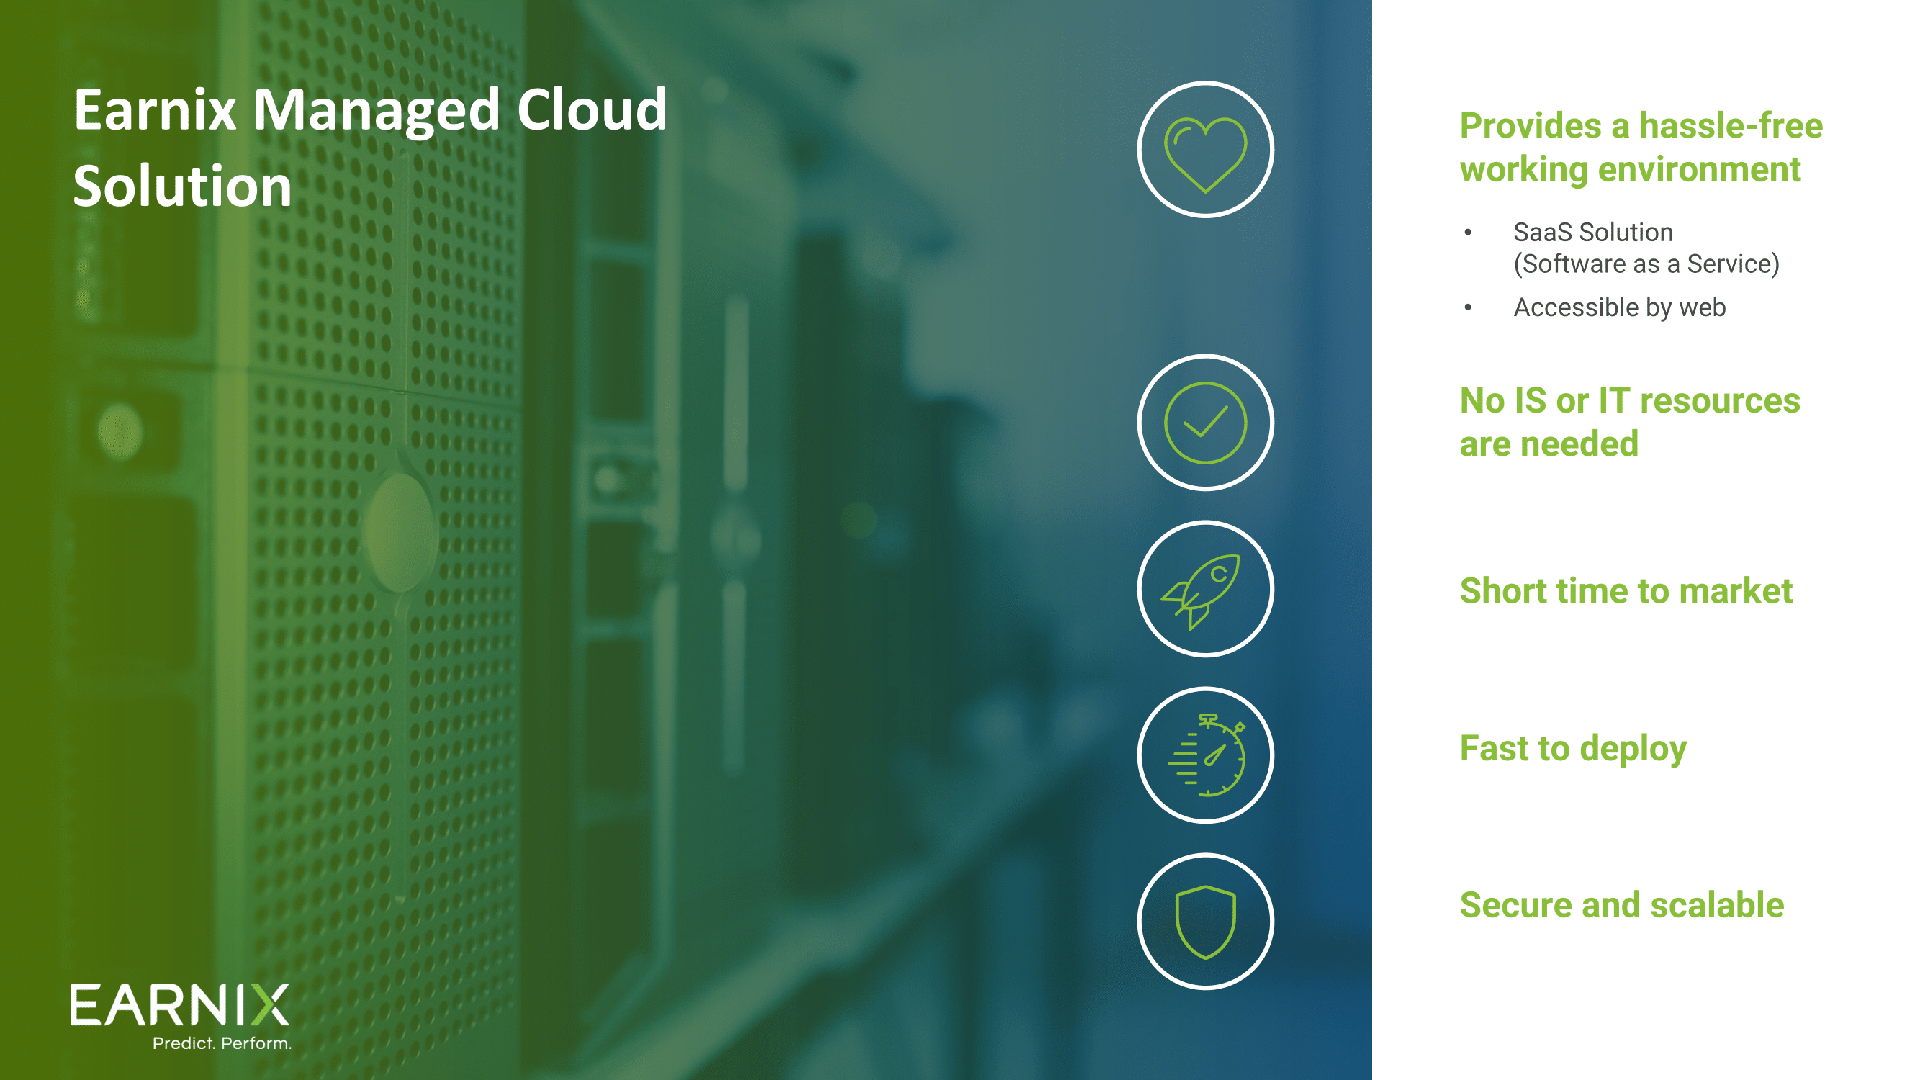 Earnix Managed Cloud
Solution
Provides a hassle-free
working environment
• SaaS Solution
(Software as a Service)
• Accessible by web
No IS or IT resources
are needed
Short time to market
Fast to deploy
Secure and scalable
EARNIX
Predict. Perform.